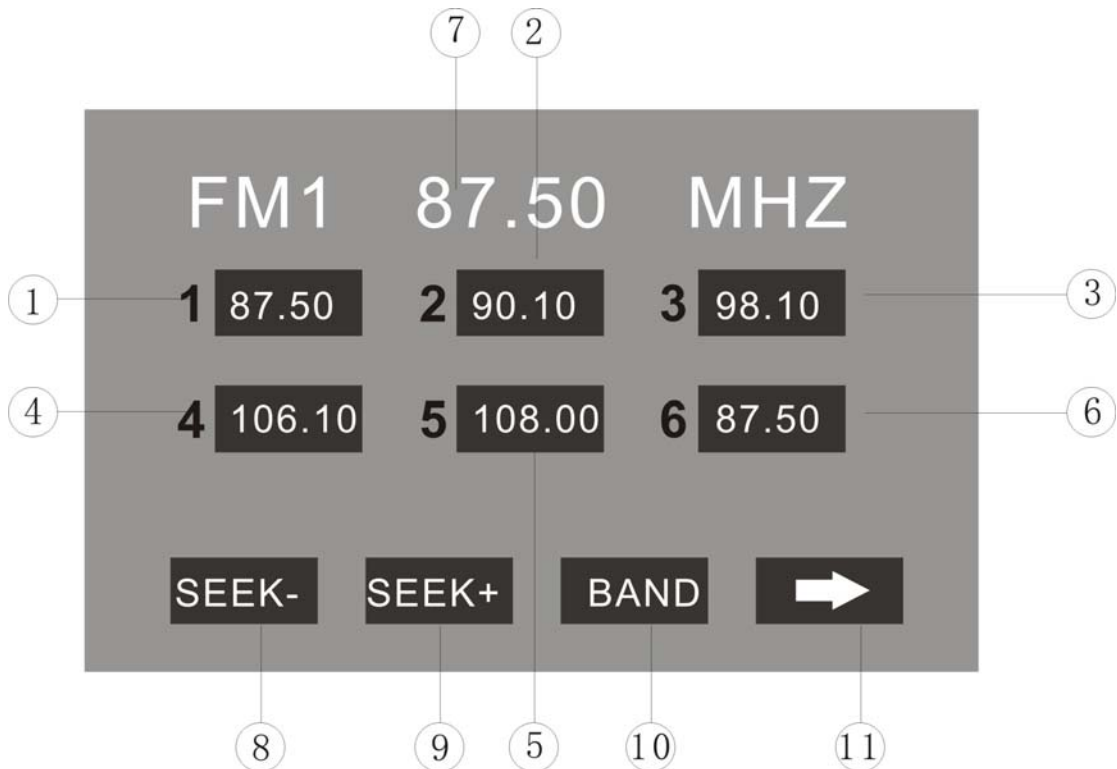 ⑦ ②
FM1 87.50 MHZ
① 1 87.50 2 90.10 3 98.10 ③
④ 4 106.10 5 108.00 6 87.50 ⑥
SEEK- SEEK+ BAND
⑧ ⑨ ⑤ ⑩ ⑪